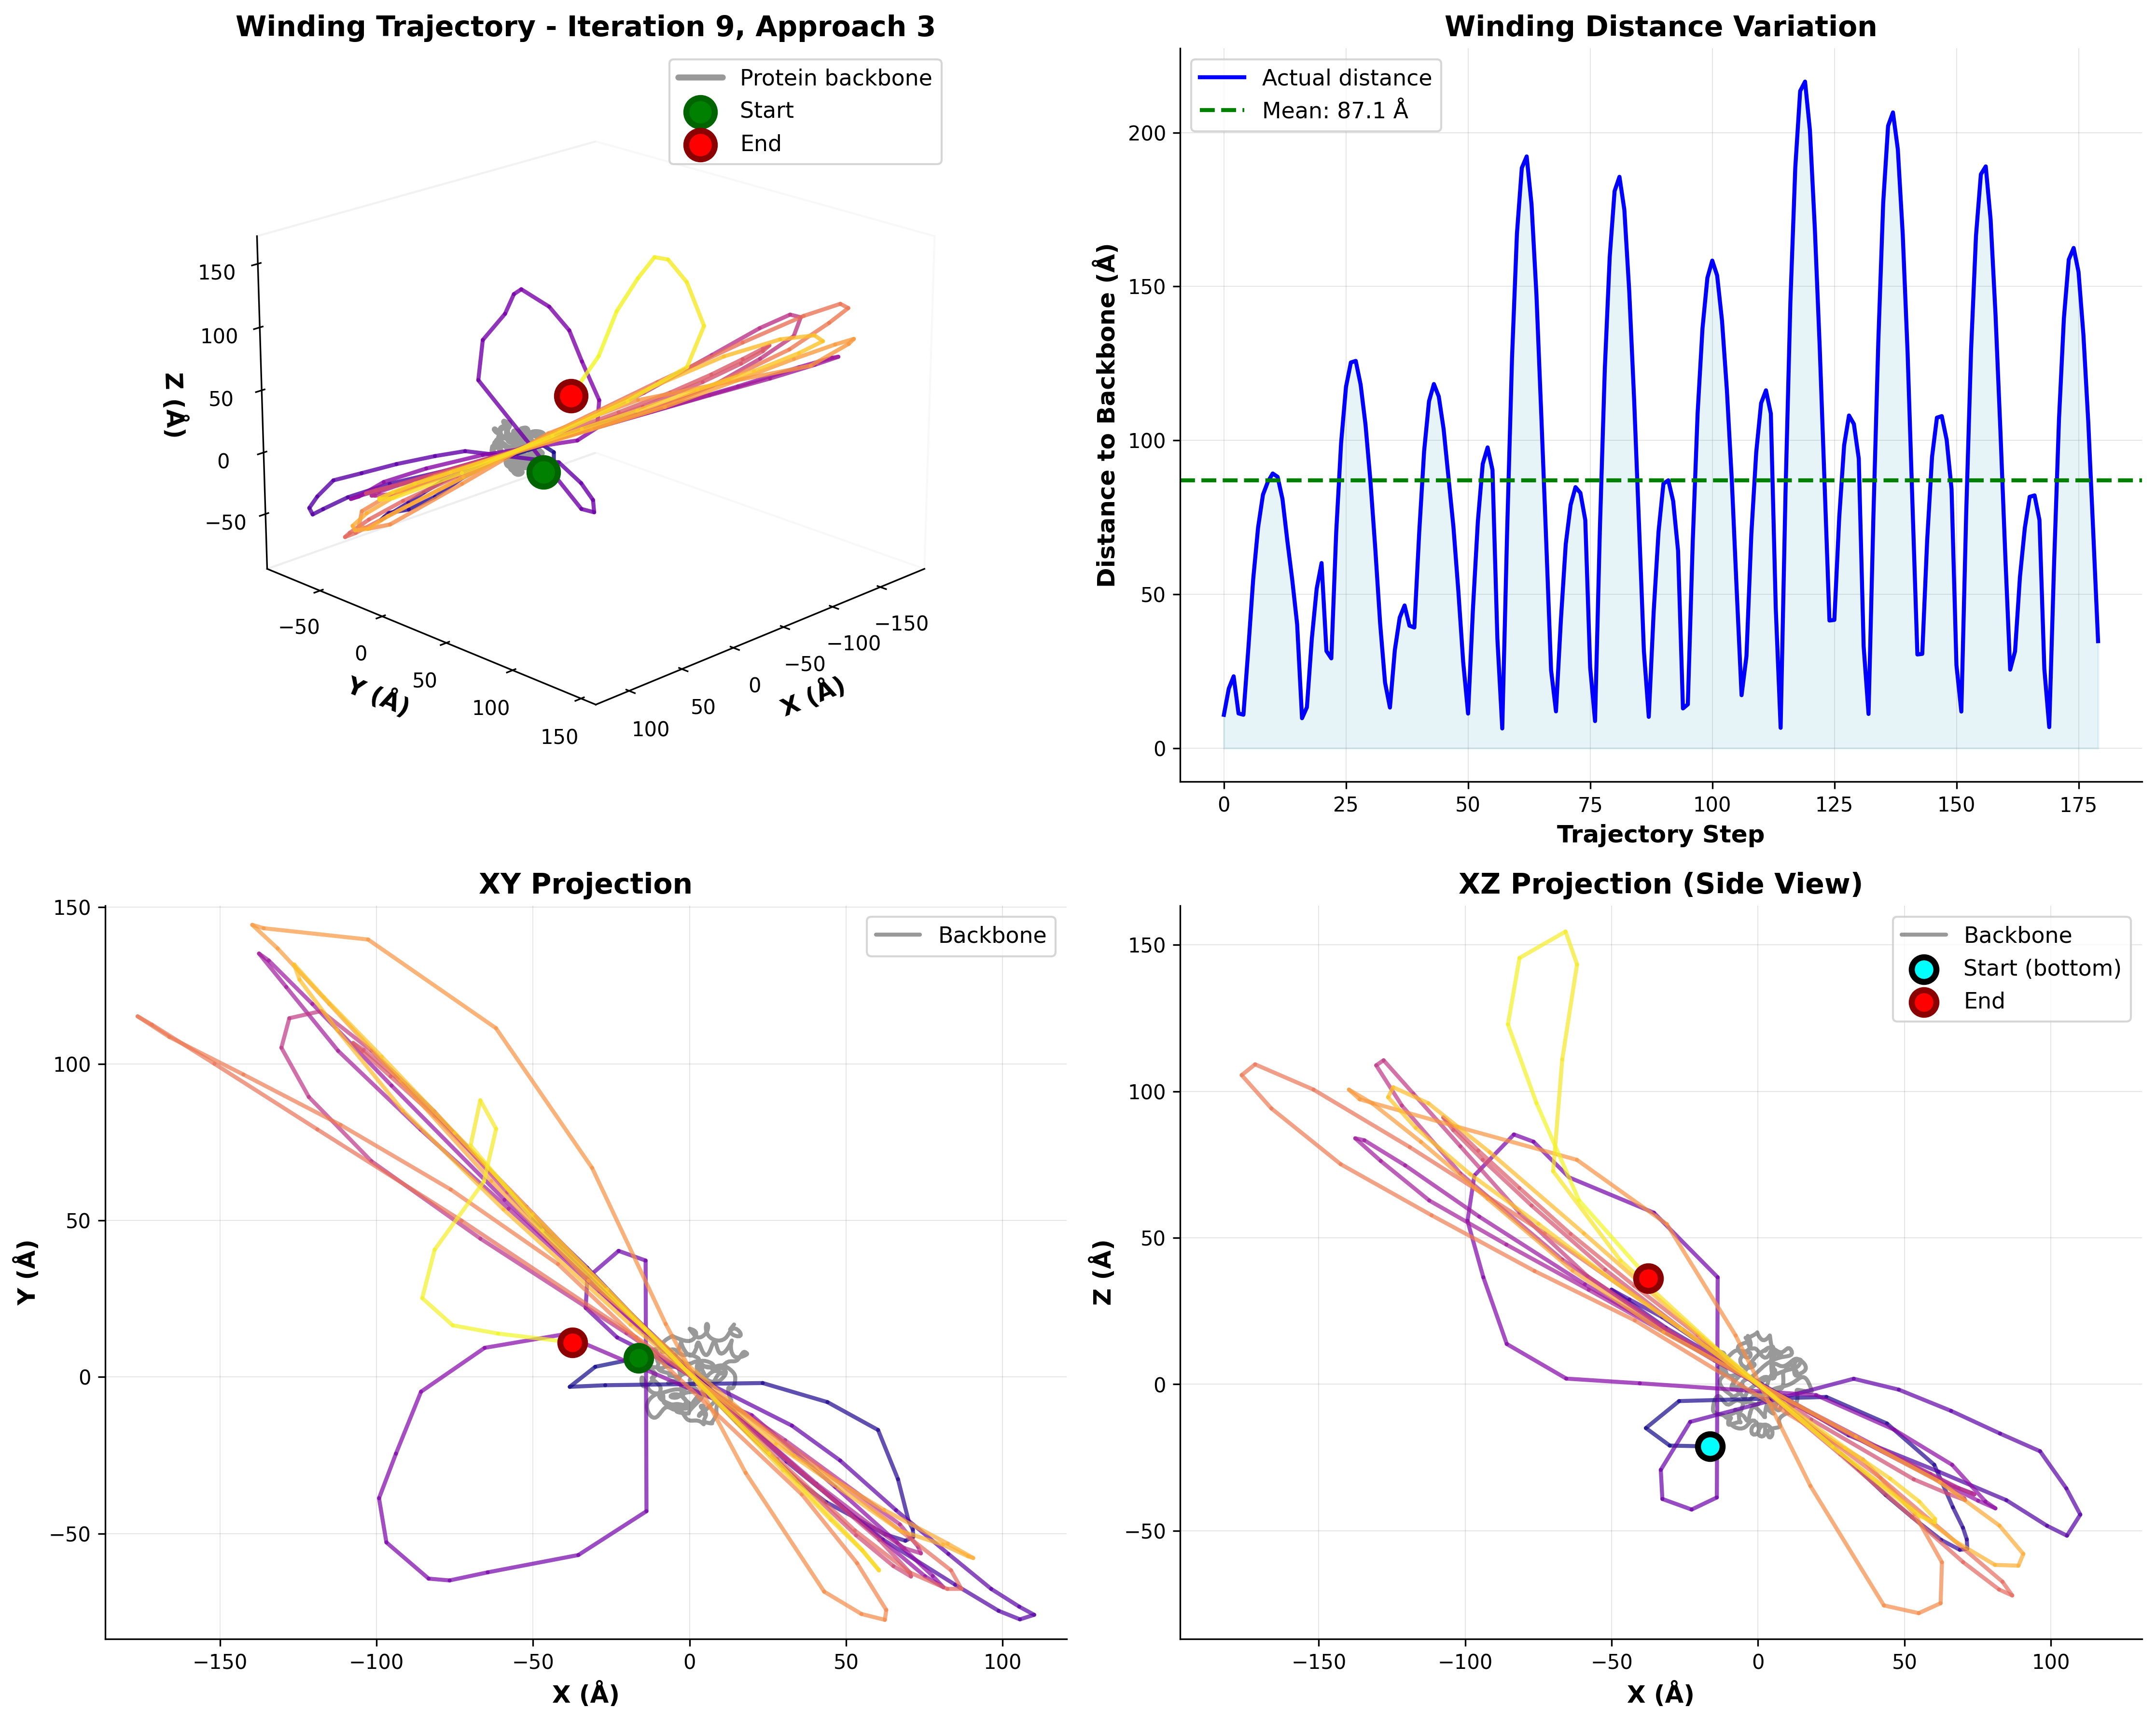 Winding Trajectory - Iteration 9, Approach 3
Protein backbone
Start
End
150
100
50
0
−50
Z (Å)
−50
0
50
100
150
Y (Å)
100
50
0
−50
−100
−150
X (Å)
Winding Distance Variation
Actual distance
Mean: 87.1 Å
200
150
100
50
0
Distance to Backbone (Å)
0 25 50 75 100 125 150 175
Trajectory Step
XY Projection
Backbone
150
100
50
0
−50
Y (Å)
−150 −100 −50 0 50 100
X (Å)
XZ Projection (Side View)
Backbone
Start (bottom)
End
150
100
50
0
−50
Z (Å)
−150 −100 −50 0 50 100
X (Å)